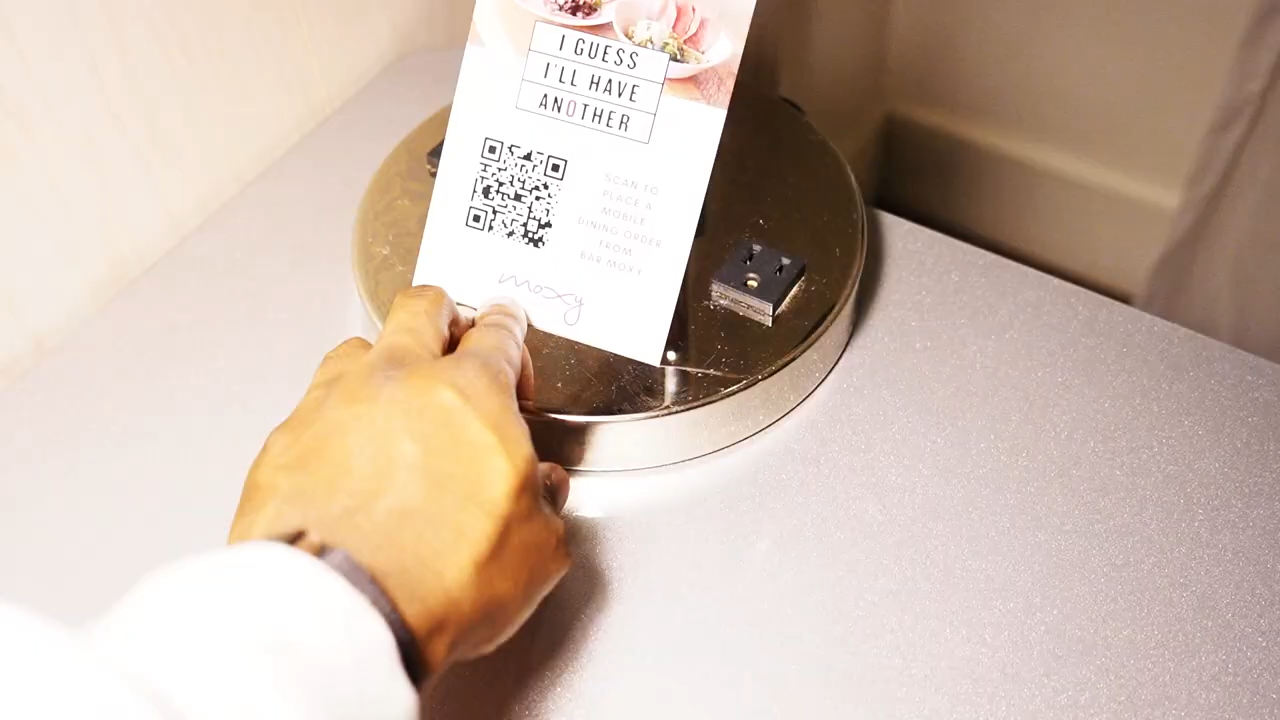 I GUESS
I'LL HAVE
ANOTHER
SCAN TO
PLACE A
MOBILE
DINING ORDER
FROM
BAR MOXY
moxy